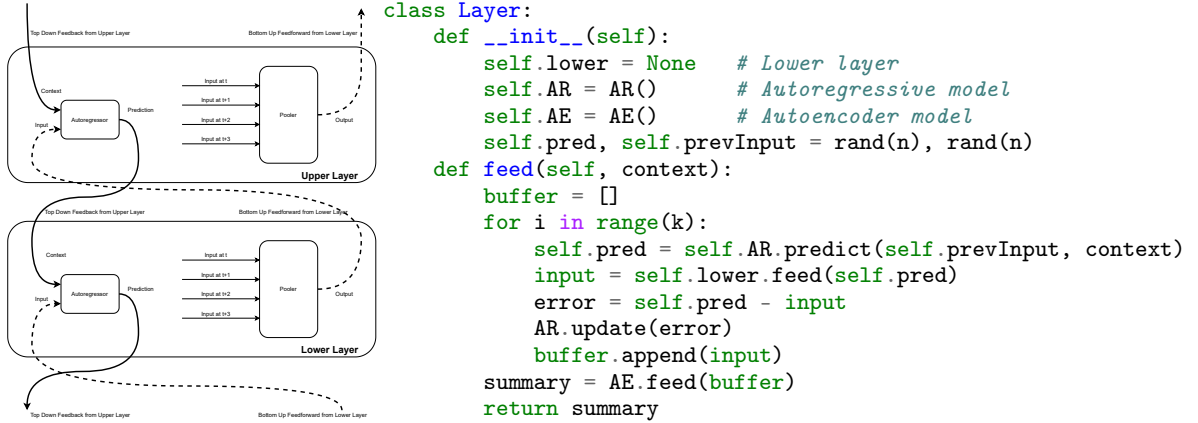 Top Down Feedback from Upper Layer
Bottom Up Feedforward from Lower Layer
Context
Input
Autoregressor
Prediction
Input at t
Input at t+1
Input at t+2
Input at t+3
Pooler
Output
Upper Layer
Top Down Feedback from Upper Layer
Bottom Up Feedforward from Lower Layer
Context
Input
Autoregressor
Prediction
Input at t
Input at t+1
Input at t+2
Input at t+3
Pooler
Output
Lower Layer
Top Down Feedback from Upper Layer
Bottom Up Feedforward from Lower Layer
class Layer:
    def __init__(self):
        self.lower = None   # Lower layer
        self.AR = AR()      # Autoregressive model
        self.AE = AE()      # Autoencoder model
        self.pred, self.prevInput = rand(n), rand(n)
    def feed(self, context):
        buffer = []
        for i in range(k):
            self.pred = self.AR.predict(self.prevInput, context)
            input = self.lower.feed(self.pred)
            error = self.pred - input
            AR.update(error)
            buffer.append(input)
        summary = AE.feed(buffer)
        return summary